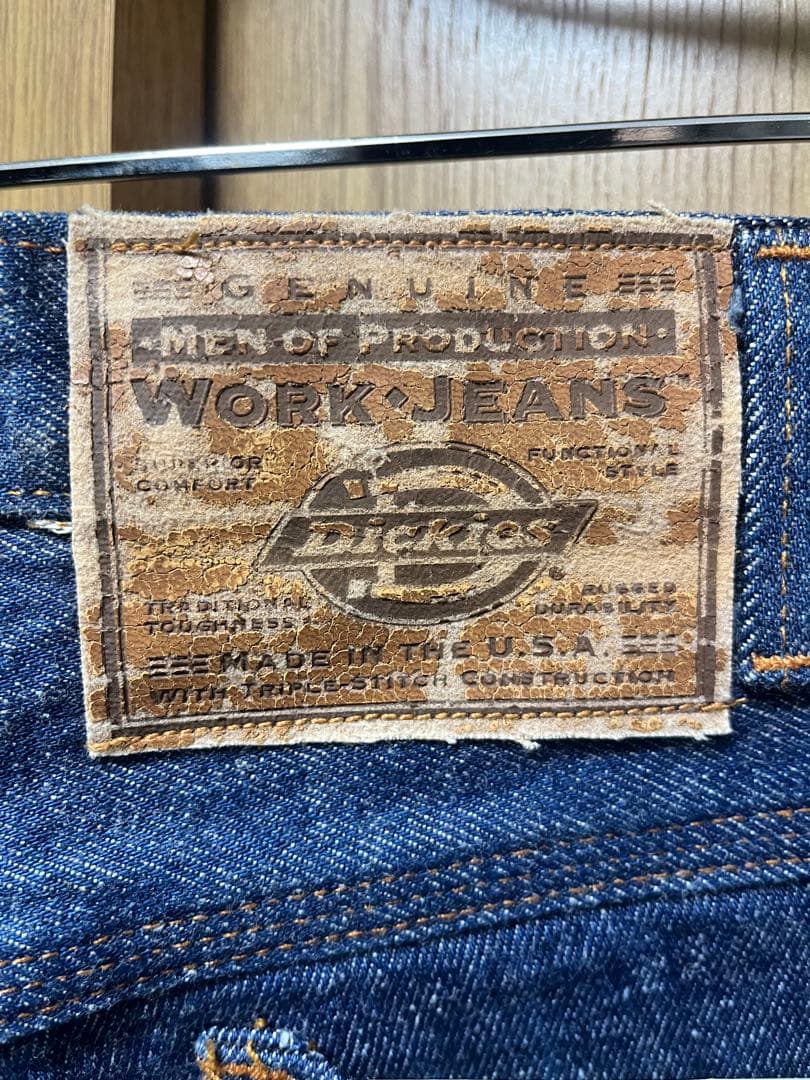 GENUINE
·MEN OF PRODUCTION·
WORK·JEANS™
SUPERIOR COMFORT
FUNCTIONAL STYLE
Dickies
®
TRADITIONAL TOUGHNESS
RUGGED DURABILITY
MADE IN THE U.S.A.
WITH TRIPLE-STITCH CONSTRUCTION